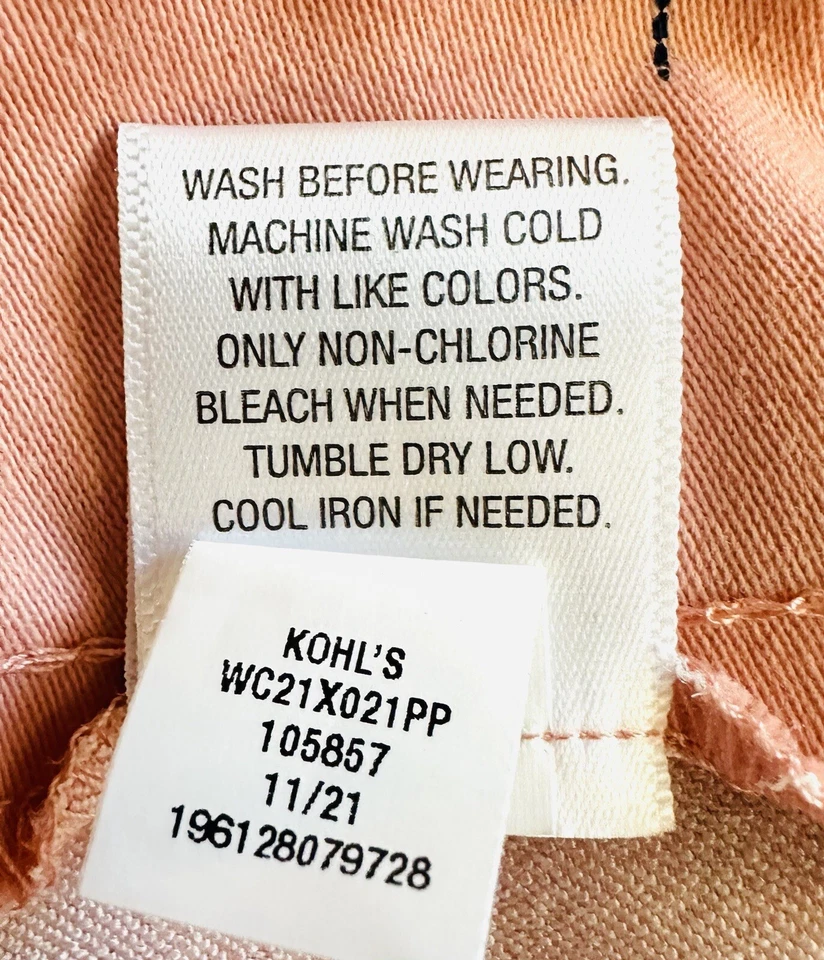 WASH BEFORE WEARING.
MACHINE WASH COLD
WITH LIKE COLORS.
ONLY NON-CHLORINE
BLEACH WHEN NEEDED.
TUMBLE DRY LOW.
COOL IRON IF NEEDED.
KOHL'S
WC21X021PP
105857
11/21
196128079728